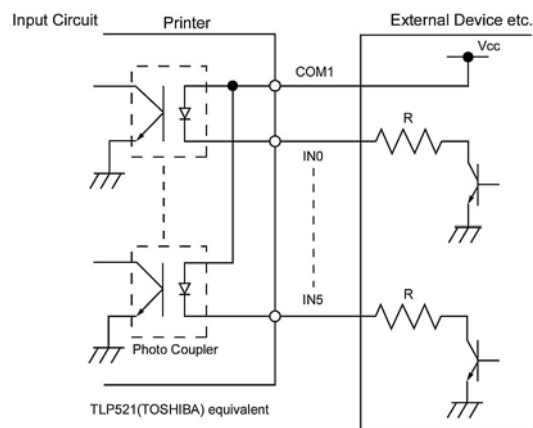 Input Circuit
Printer
External Device etc.
Vcc
COM1
R
IN0
R
IN5
Photo Coupler
TLP521(TOSHIBA) equivalent